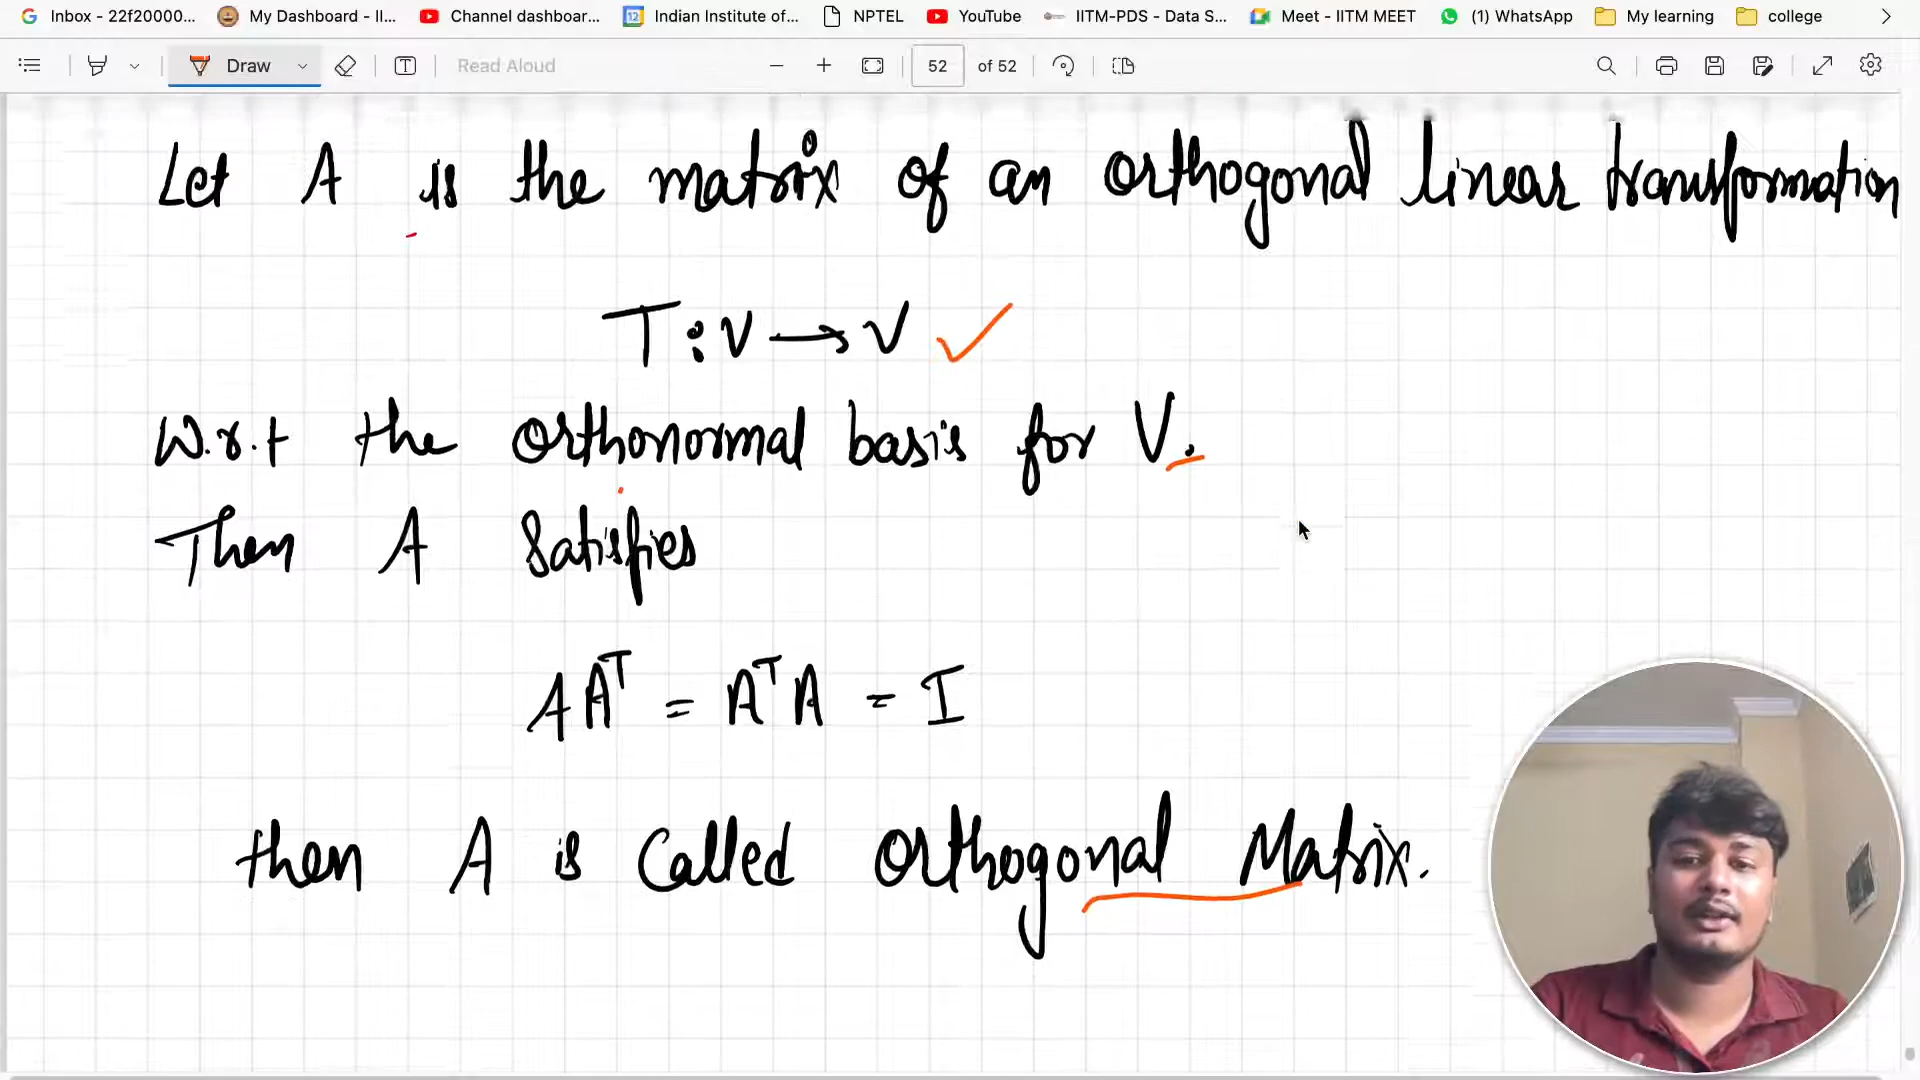 Inbox - 22f20000...
My Dashboard - II...
Channel dashboar...
12
Indian Institute of...
NPTEL
YouTube
IITM-PDS - Data S...
Meet - IITM MEET
(1) WhatsApp
My learning
college
Draw
T
Read Aloud
52 of 52
Let A is the matrix of an orthogonal linear transformation
T : V → V
W.r.t the orthonormal basis for V.
Then A Satisfies
AAᵀ = AᵀA = I
then A is Called Orthogonal Matrix.